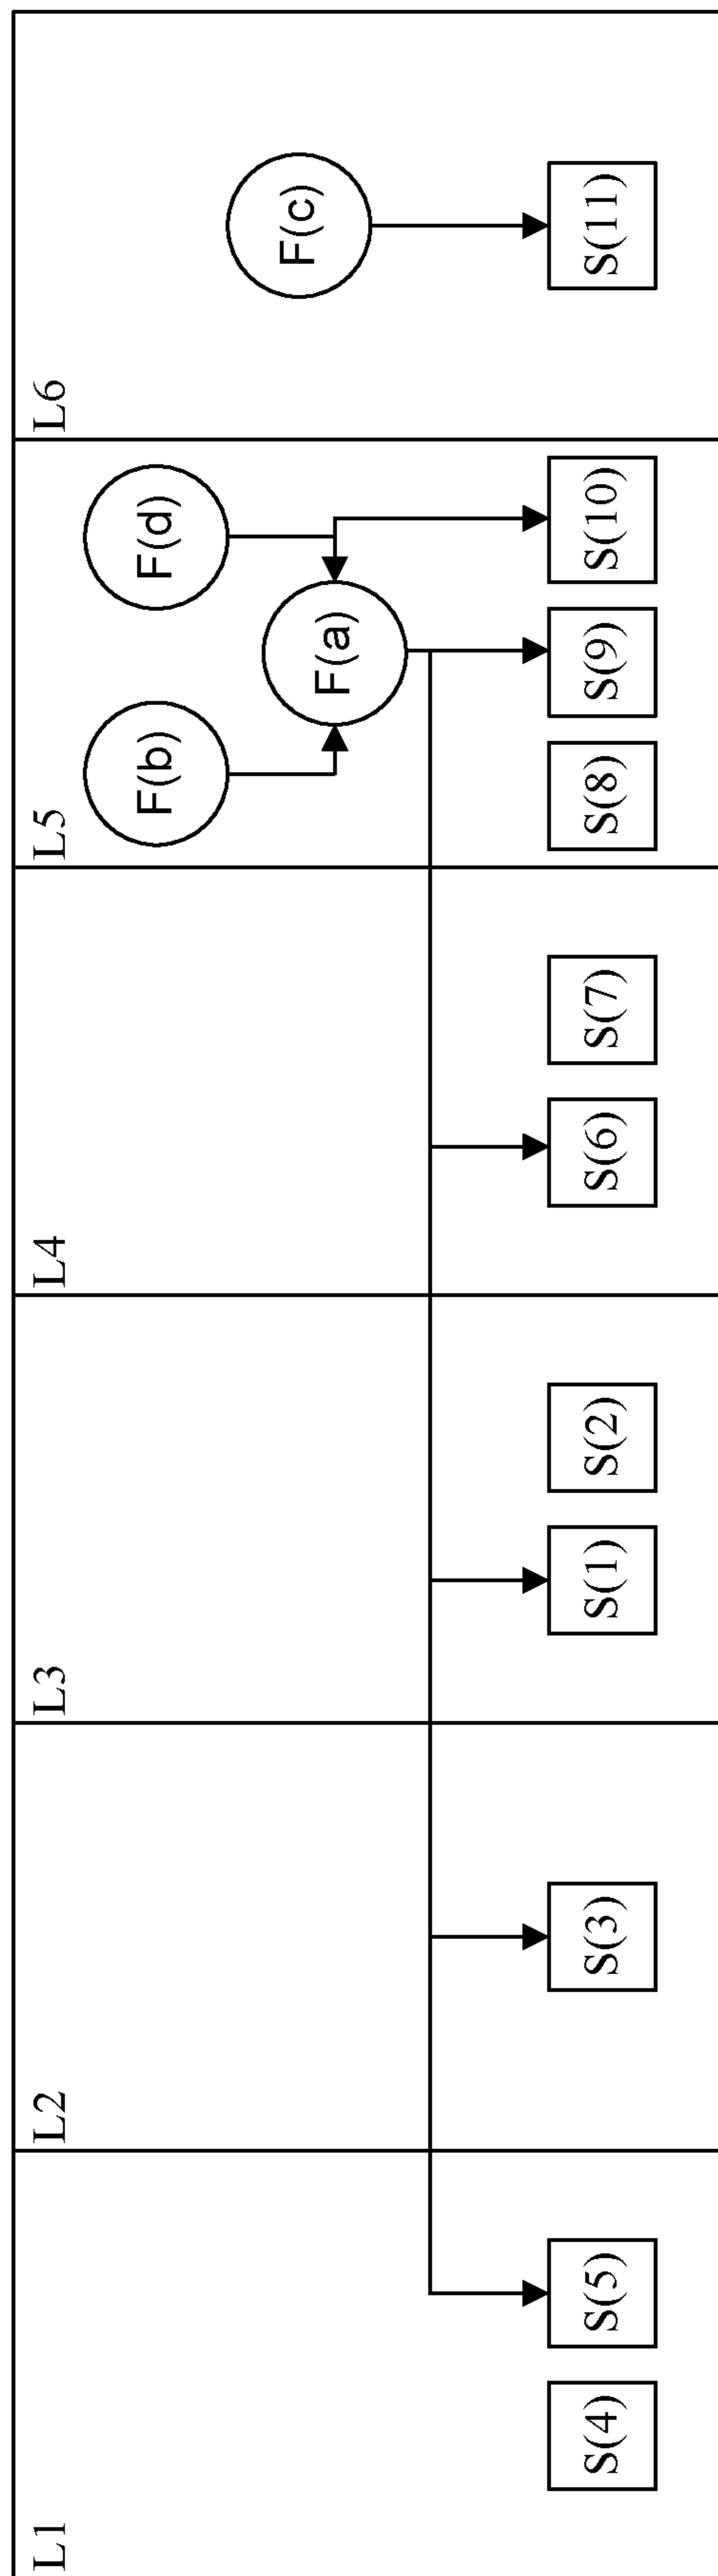 L1
L2
L3
L4
L5
L6
F(b)
F(d)
F(a)
F(c)
S(4)
S(5)
S(3)
S(1)
S(2)
S(6)
S(7)
S(8)
S(9)
S(10)
S(11)